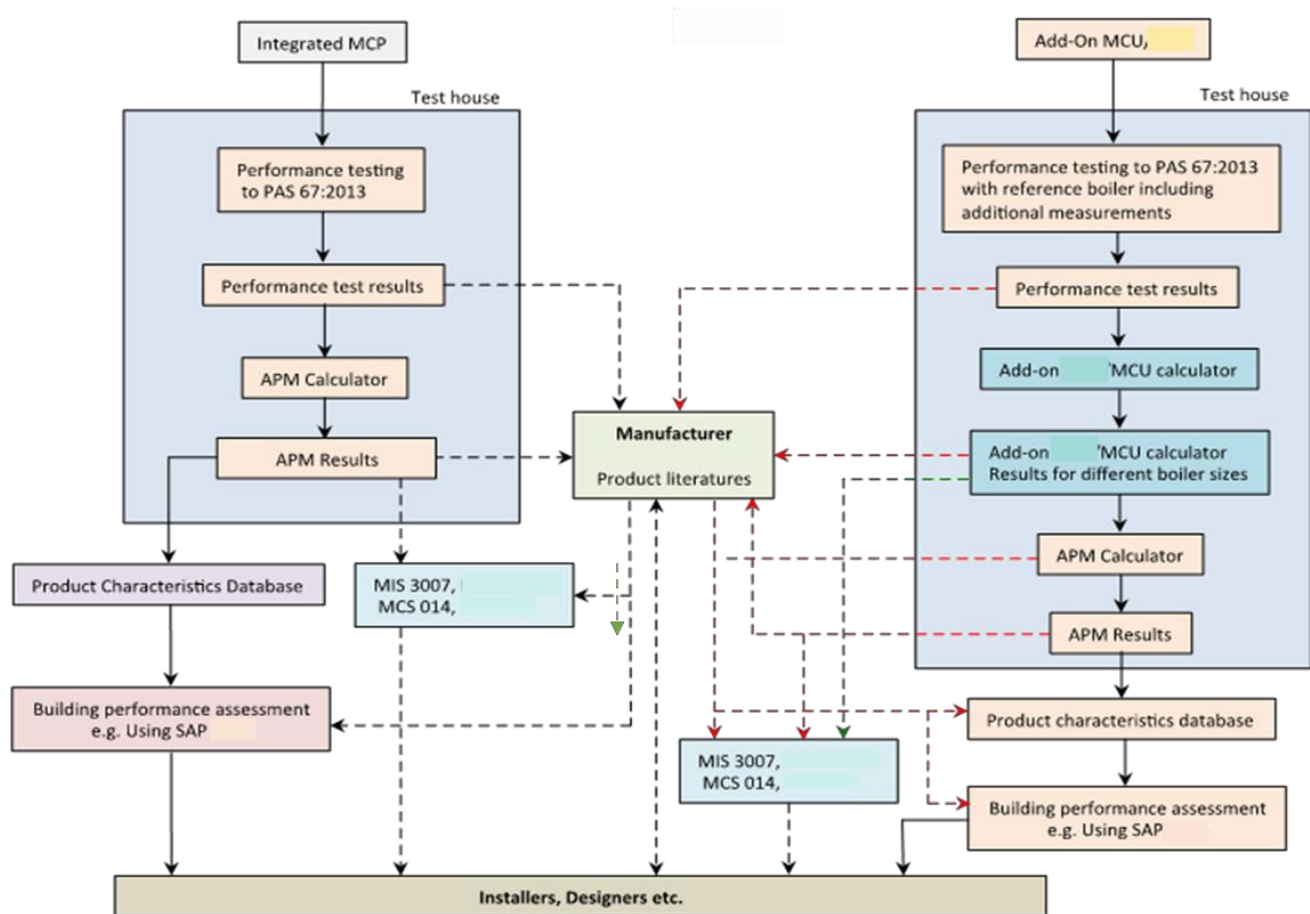 Integrated MCP
Add-On MCU,
Test house
Test house
Performance testing
to PAS 67:2013
Performance testing to PAS 67:2013
with reference boiler including
additional measurements
Performance test results
Performance test results
APM Calculator
Add-on MCU calculator
Manufacturer
Product literatures
APM Results
Add-on MCU calculator
Results for different boiler sizes
APM Calculator
Product Characteristics Database
MIS 3007,
MCS 014,
APM Results
Building performance assessment
e.g. Using SAP
Product characteristics database
MIS 3007,
MCS 014,
Building performance assessment
e.g. Using SAP
Installers, Designers etc.